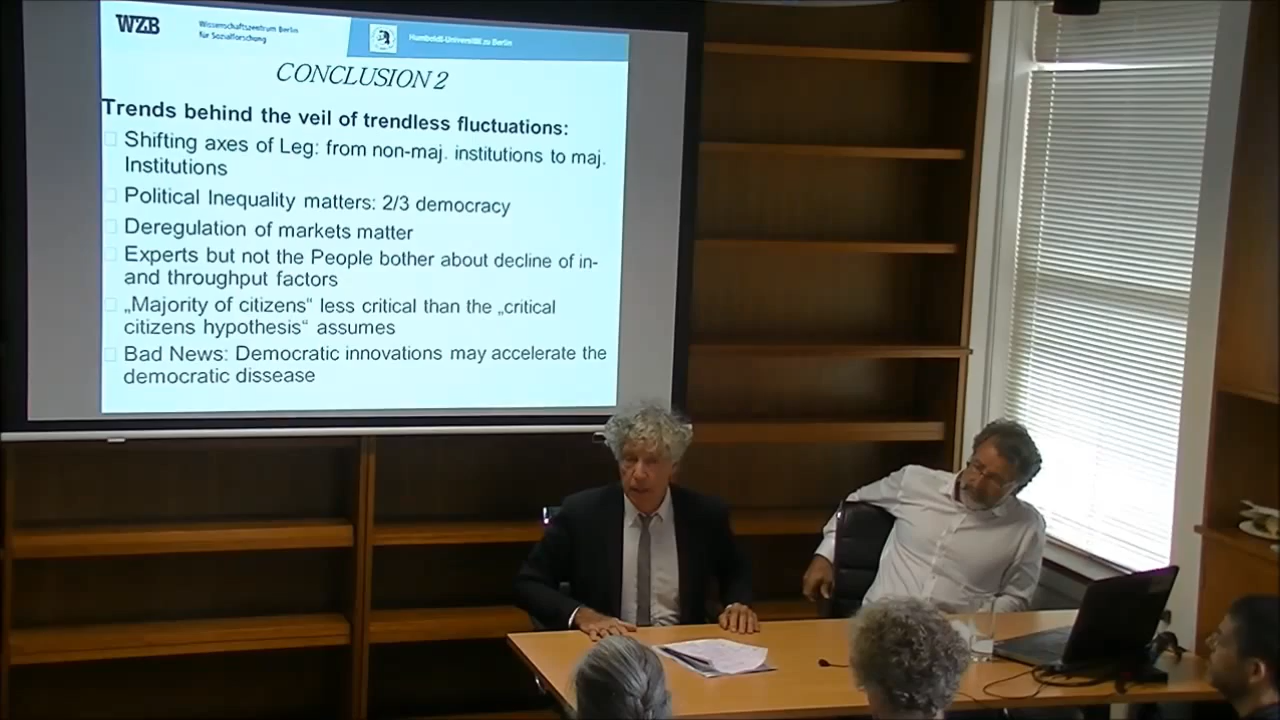 WZB
Wissenschaftszentrum Berlin
für Sozialforschung
Humboldt-Universität zu Berlin
CONCLUSION 2
Trends behind the veil of trendless fluctuations:
Shifting axes of Leg: from non-maj. institutions to maj.
Institutions
Political Inequality matters: 2/3 democracy
Deregulation of markets matter
Experts but not the People bother about decline of in-
and throughput factors
„Majority of citizens“ less critical than the „critical
citizens hypothesis“ assumes
Bad News: Democratic innovations may accelerate the
democratic dissease